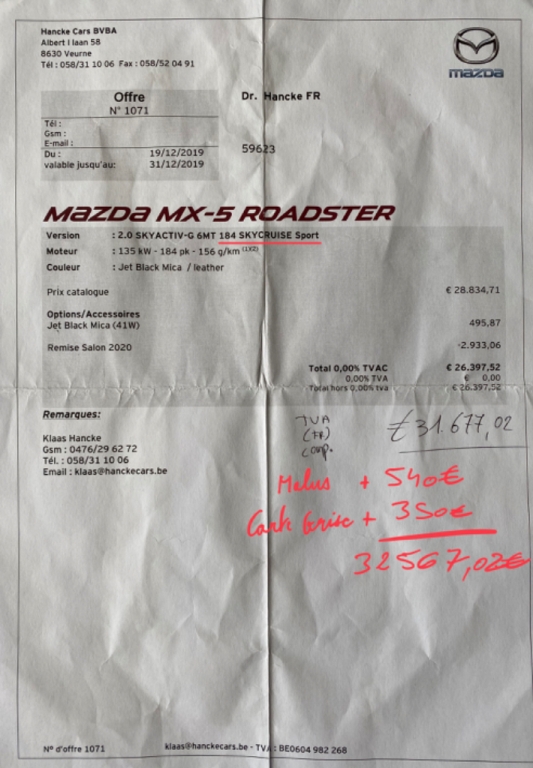 Hancke Cars BVBA
Albert I laan 58
8630 Veurne
Tél : 058/31 10 06 Fax : 058/52 04 91
mazda
Offre
N° 1071
Dr. Hancke FR
Tél :
Gsm :
E-mail :
Du : 19/12/2019
valable jusqu'au: 31/12/2019
59623
MAZDA MX-5 ROADSTER
Version : 2.0 SKYACTIV-G 6MT 184 SKYCRUISE Sport
Moteur : 135 kW - 184 pk - 156 g/km (1)(2)
Couleur : Jet Black Mica / leather
Prix catalogue € 28.834,71
Options/Accessoires
Jet Black Mica (41W) 495,87
Remise Salon 2020 -2.933,06
Total 0,00% TVAC € 26.397,52
0,00% TVA € 0,00
Total hors 0,00% tva € 26.397,52
Remarques:
TVA
(FR)
comp.
€ 31.677,02
Klaas Hancke
Gsm : 0476/29 62 72
Tél. : 058/31 10 06
Email : klaas@hanckecars.be
Malus + 540€
Carte Grise + 350€
32567,02€
N° d'offre 1071
klaas@hanckecars.be - TVA : BE0604 982 268